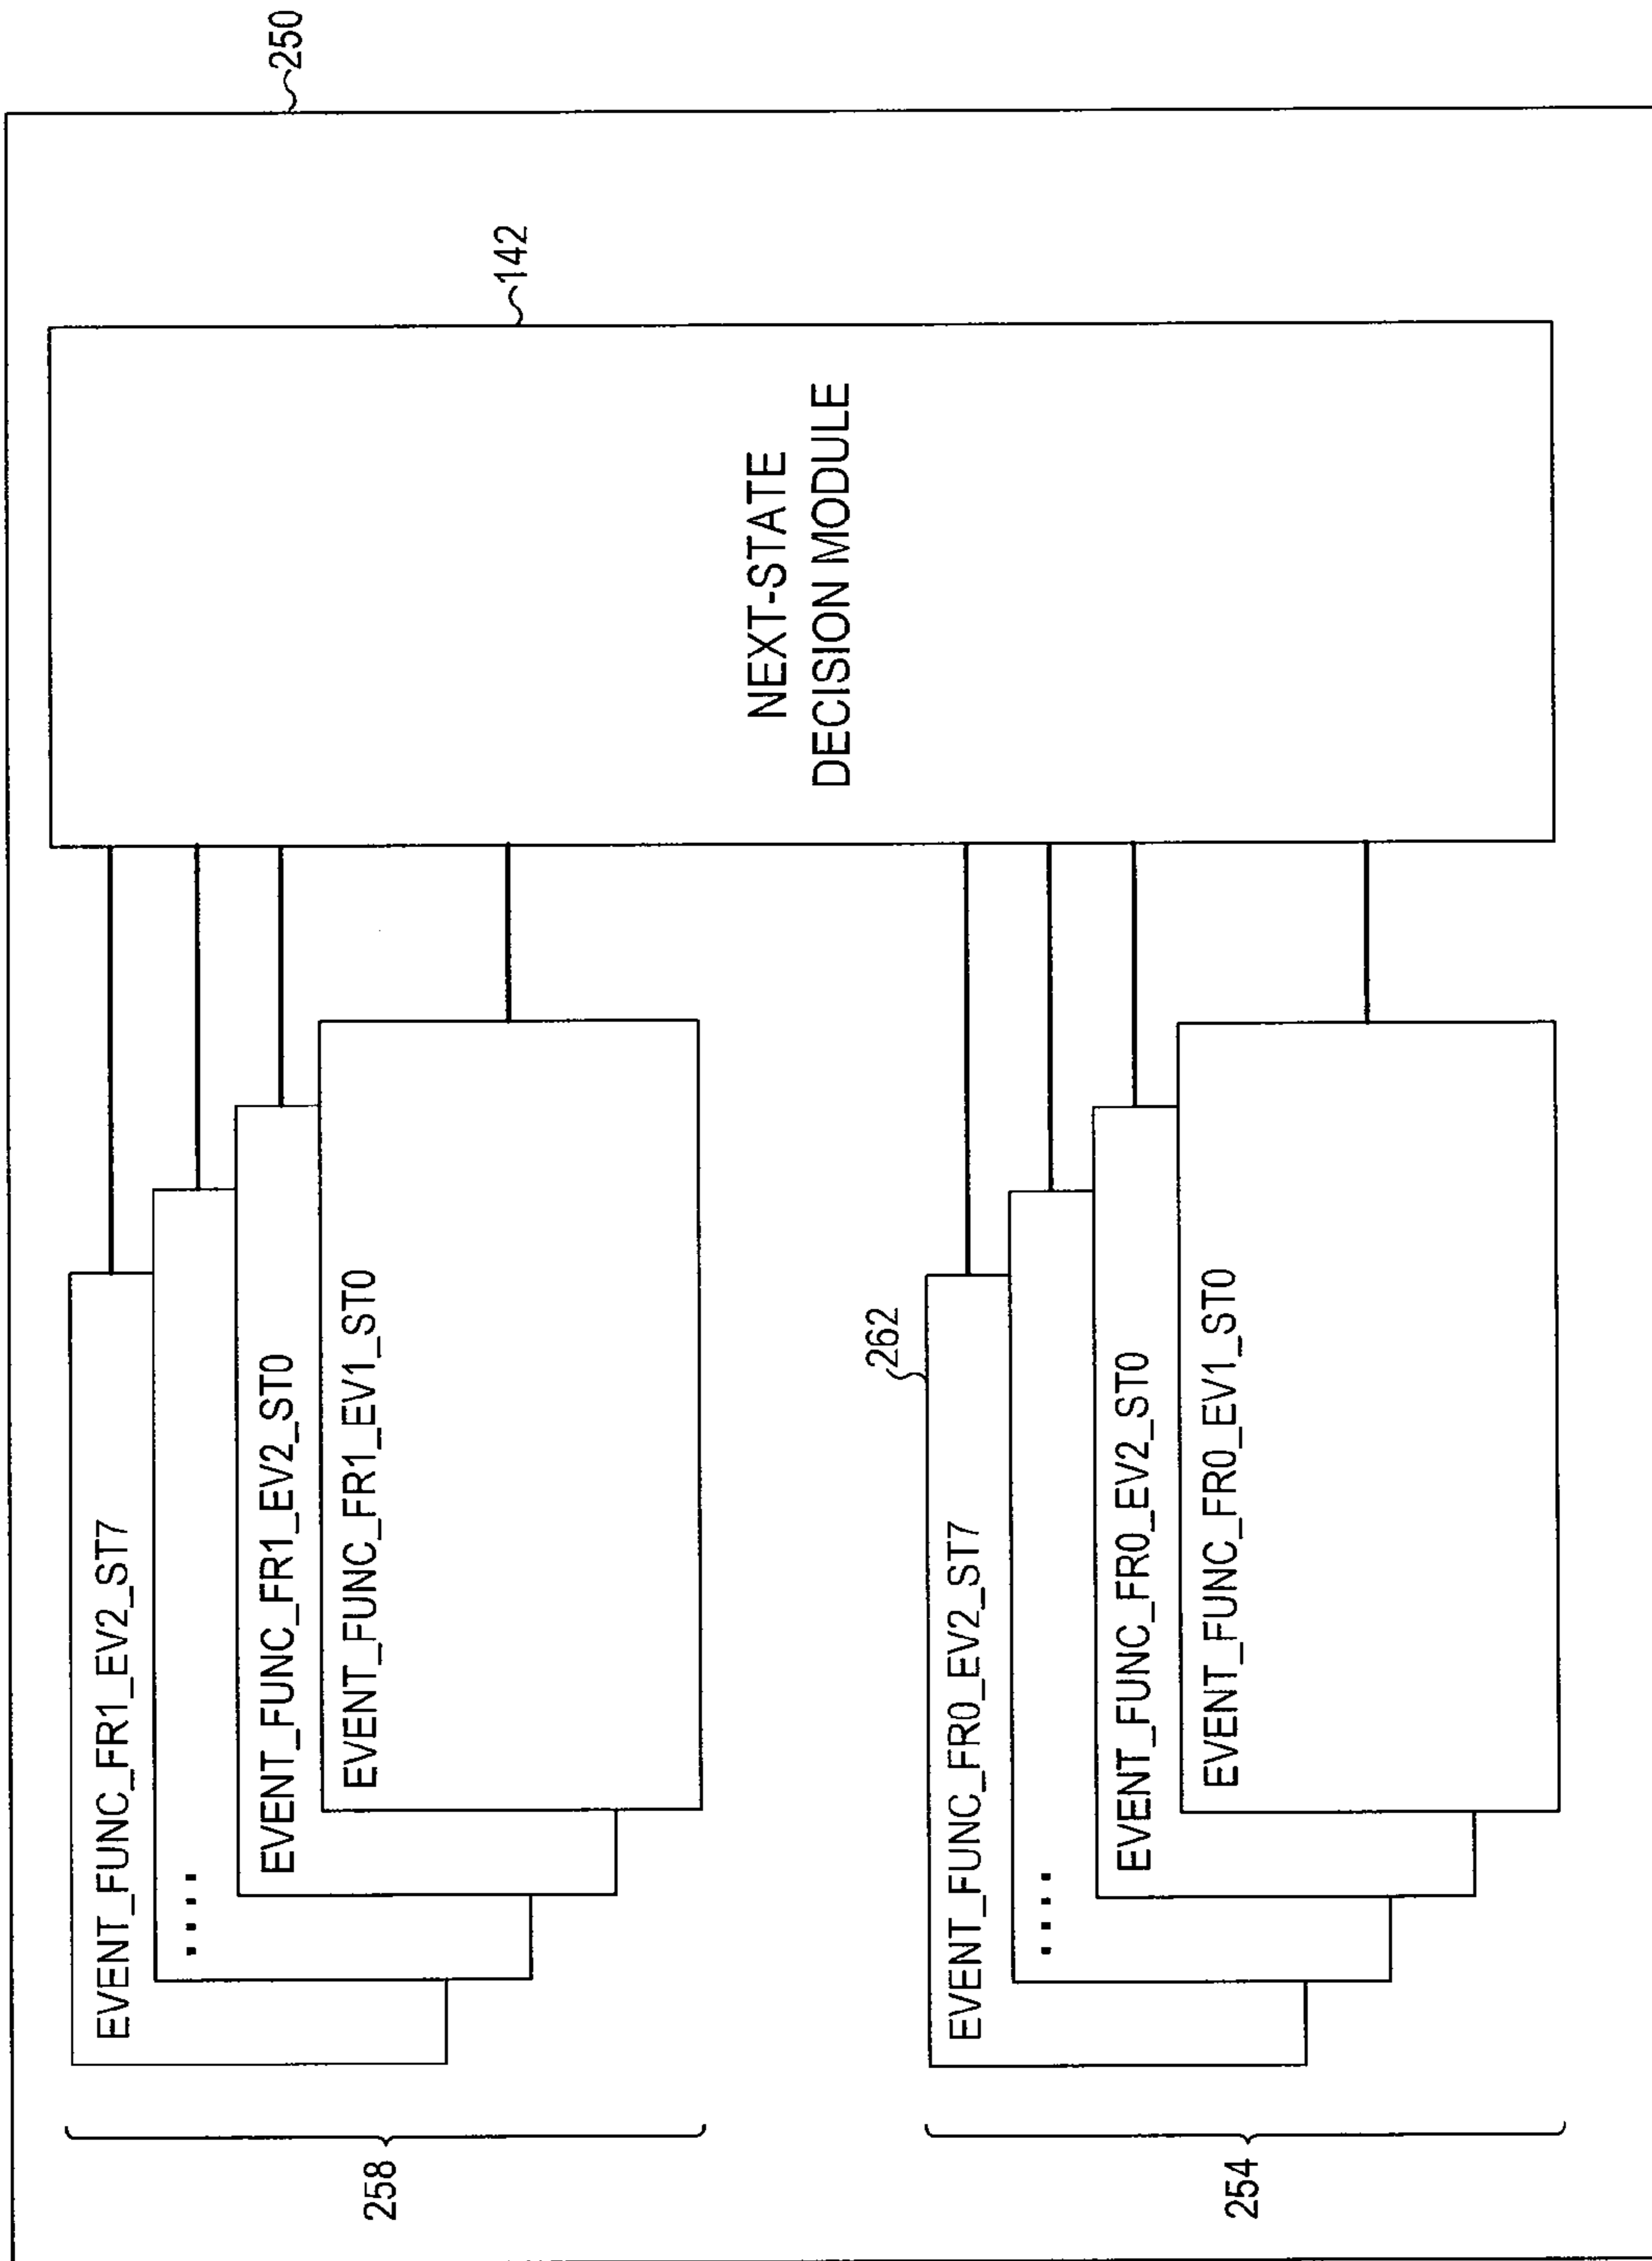 250
142
NEXT-STATE
DECISION MODULE
EVENT_FUNC_FR1_EV2_ST7
....
EVENT_FUNC_FR1_EV2_ST0
EVENT_FUNC_FR1_EV1_ST0
258
262
EVENT_FUNC_FR0_EV2_ST7
....
EVENT_FUNC_FR0_EV2_ST0
EVENT_FUNC_FR0_EV1_ST0
254